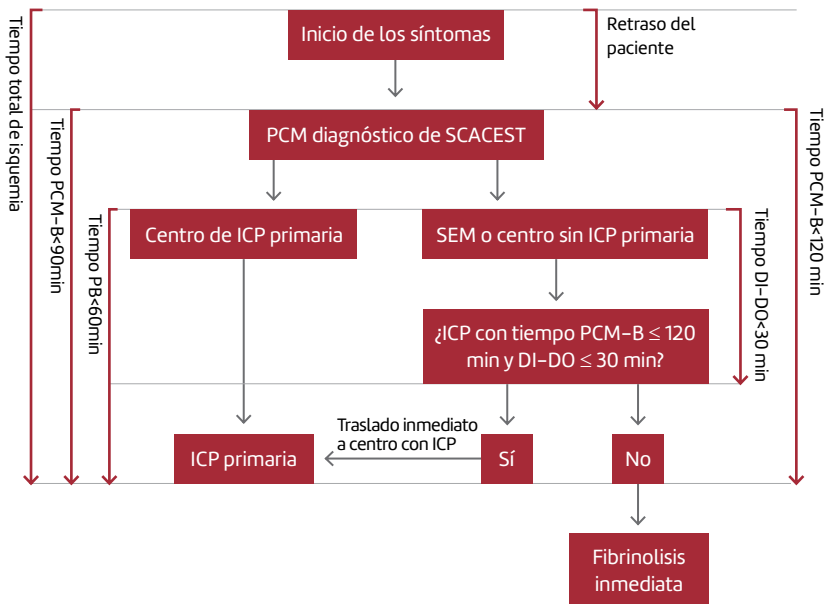 Inicio de los síntomas
Retraso del
paciente
Tiempo total de isquemia
Tiempo PCM-B<90min
Tiempo PB<60min
PCM diagnóstico de SCACEST
Tiempo PCM-B<120 min
Tiempo DI-DO<30 min
Centro de ICP primaria
SEM o centro sin ICP primaria
¿ICP con tiempo PCM-B ≤ 120
min y DI-DO ≤ 30 min?
Traslado inmediato
a centro con ICP
ICP primaria
Sí
No
Fibrinolisis
inmediata